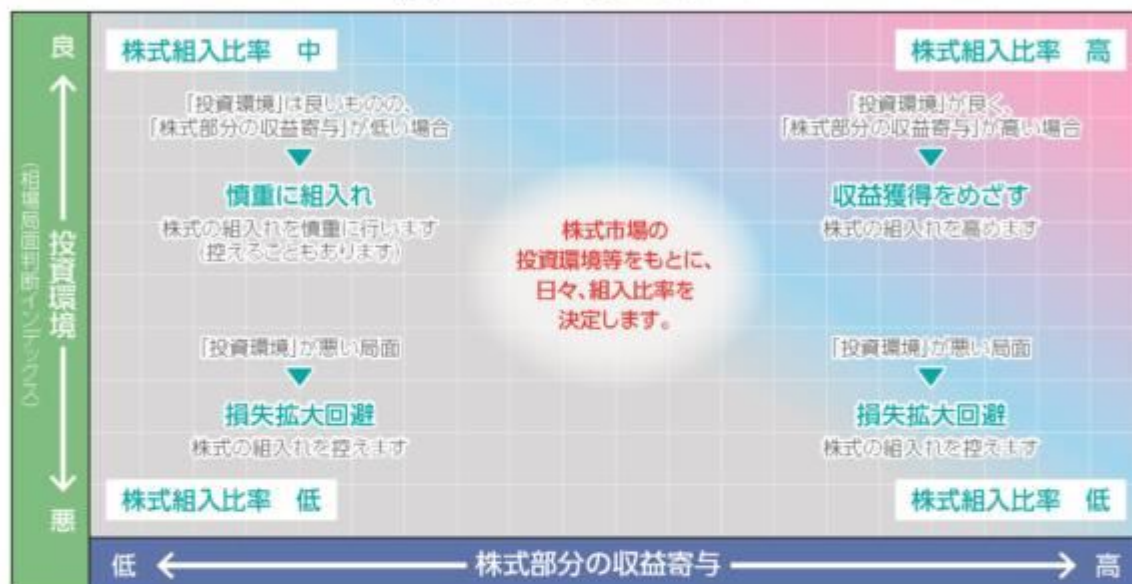 良
株式組入比率 中
株式組入比率 高
「投資環境」は良いものの、
「株式部分の収益寄与」が低い場合
「投資環境」が良く、
「株式部分の収益寄与」が高い場合
慎重に組入れ
株式の組入れを慎重に行います
(控えることもあります)
収益獲得をめざす
株式の組入れを高めます
株式市場の
投資環境等をもとに、
日々、組入比率を
決定します。
投資環境
(相場局面判断インデックス)
「投資環境」が悪い局面
損失拡大回避
株式の組入れを控えます
「投資環境」が悪い局面
損失拡大回避
株式の組入れを控えます
株式組入比率 低
株式組入比率 低
悪
低
株式部分の収益寄与
高